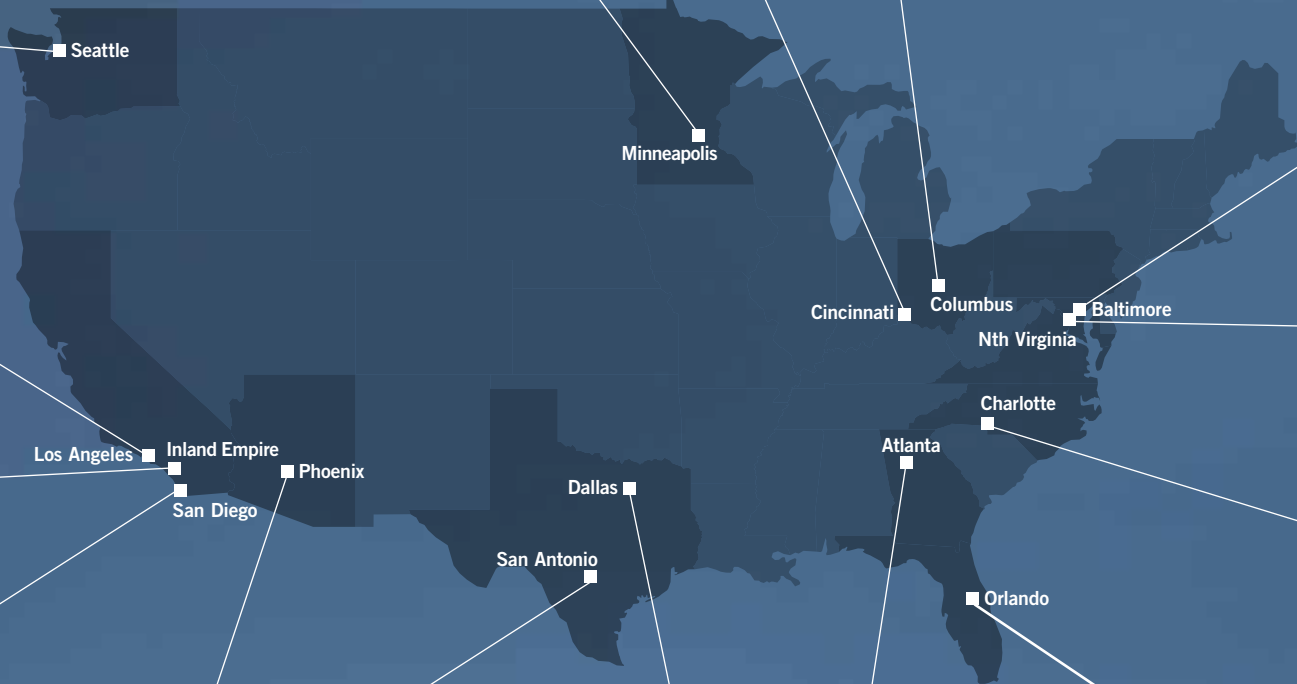 Seattle
Minneapolis
Columbus
Cincinnati
Baltimore
Nth Virginia
Charlotte
Atlanta
Inland Empire
Los Angeles
Phoenix
Dallas
San Diego
San Antonio
Orlando